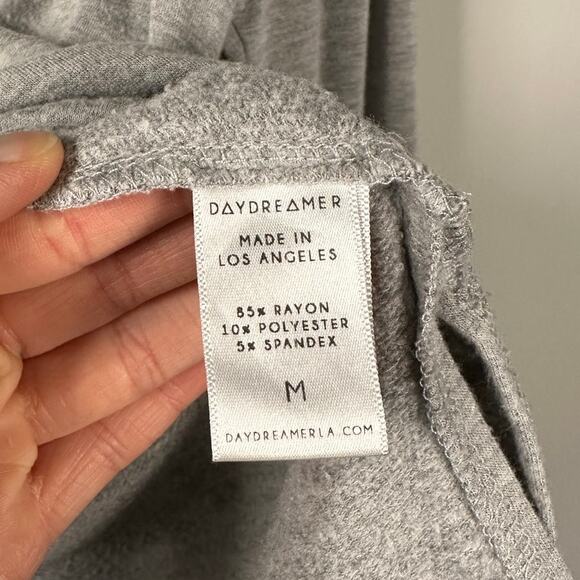 DAYDREAMER
MADE IN
LOS ANGELES
85% RAYON
10% POLYESTER
5% SPANDEX
M
DAYDREAMERLA.COM